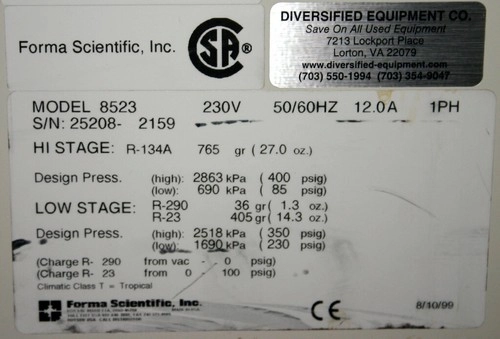 Forma Scientific, Inc.
CSA®
DIVERSIFIED EQUIPMENT CO.
Save On All Used Equipment
7213 Lockport Place
Lorton, VA 22079
www.diversified-equipment.com
(703) 550-1994 (703) 354-9047
MODEL 8523 230V 50/60HZ 12.0A 1PH
S/N: 25208- 2159
HI STAGE: R-134A 765 gr ( 27.0 oz.)
Design Press. (high): 2863 kPa ( 400 psig)
(low): 690 kPa ( 85 psig)
LOW STAGE: R-290 36 gr ( 1.3 oz.)
R-23 405 gr ( 14.3 oz.)
Design Press. (high): 2518 kPa ( 350 psig)
(low): 1690 kPa ( 230 psig)
(Charge R- 290 from vac - 0 psig)
(Charge R- 23 from 0 - 100 psig)
Climatic Class T = Tropical
Forma Scientific, Inc.
CE
8/10/99